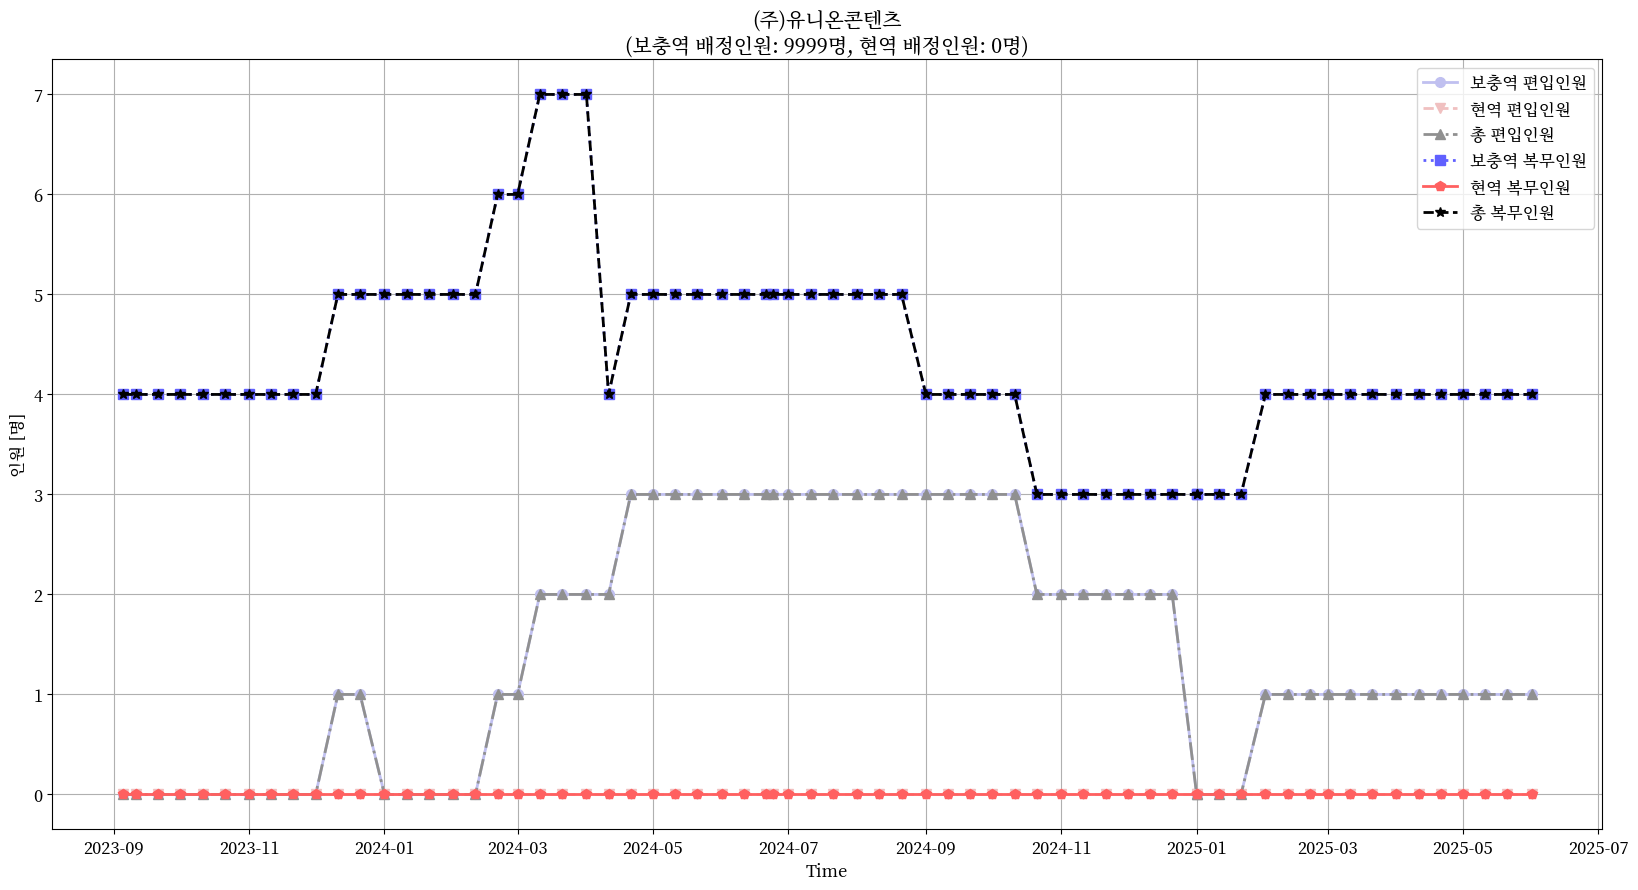 (주)유니온콘텐츠
(보충역 배정인원: 9999명, 현역 배정인원: 0명)
보충역 편입인원
현역 편입인원
총 편입인원
보충역 복무인원
현역 복무인원
총 복무인원
인원 [명]
7
6
5
4
3
2
1
0
2023-09
2023-11
2024-01
2024-03
2024-05
2024-07
2024-09
2024-11
2025-01
2025-03
2025-05
2025-07
Time